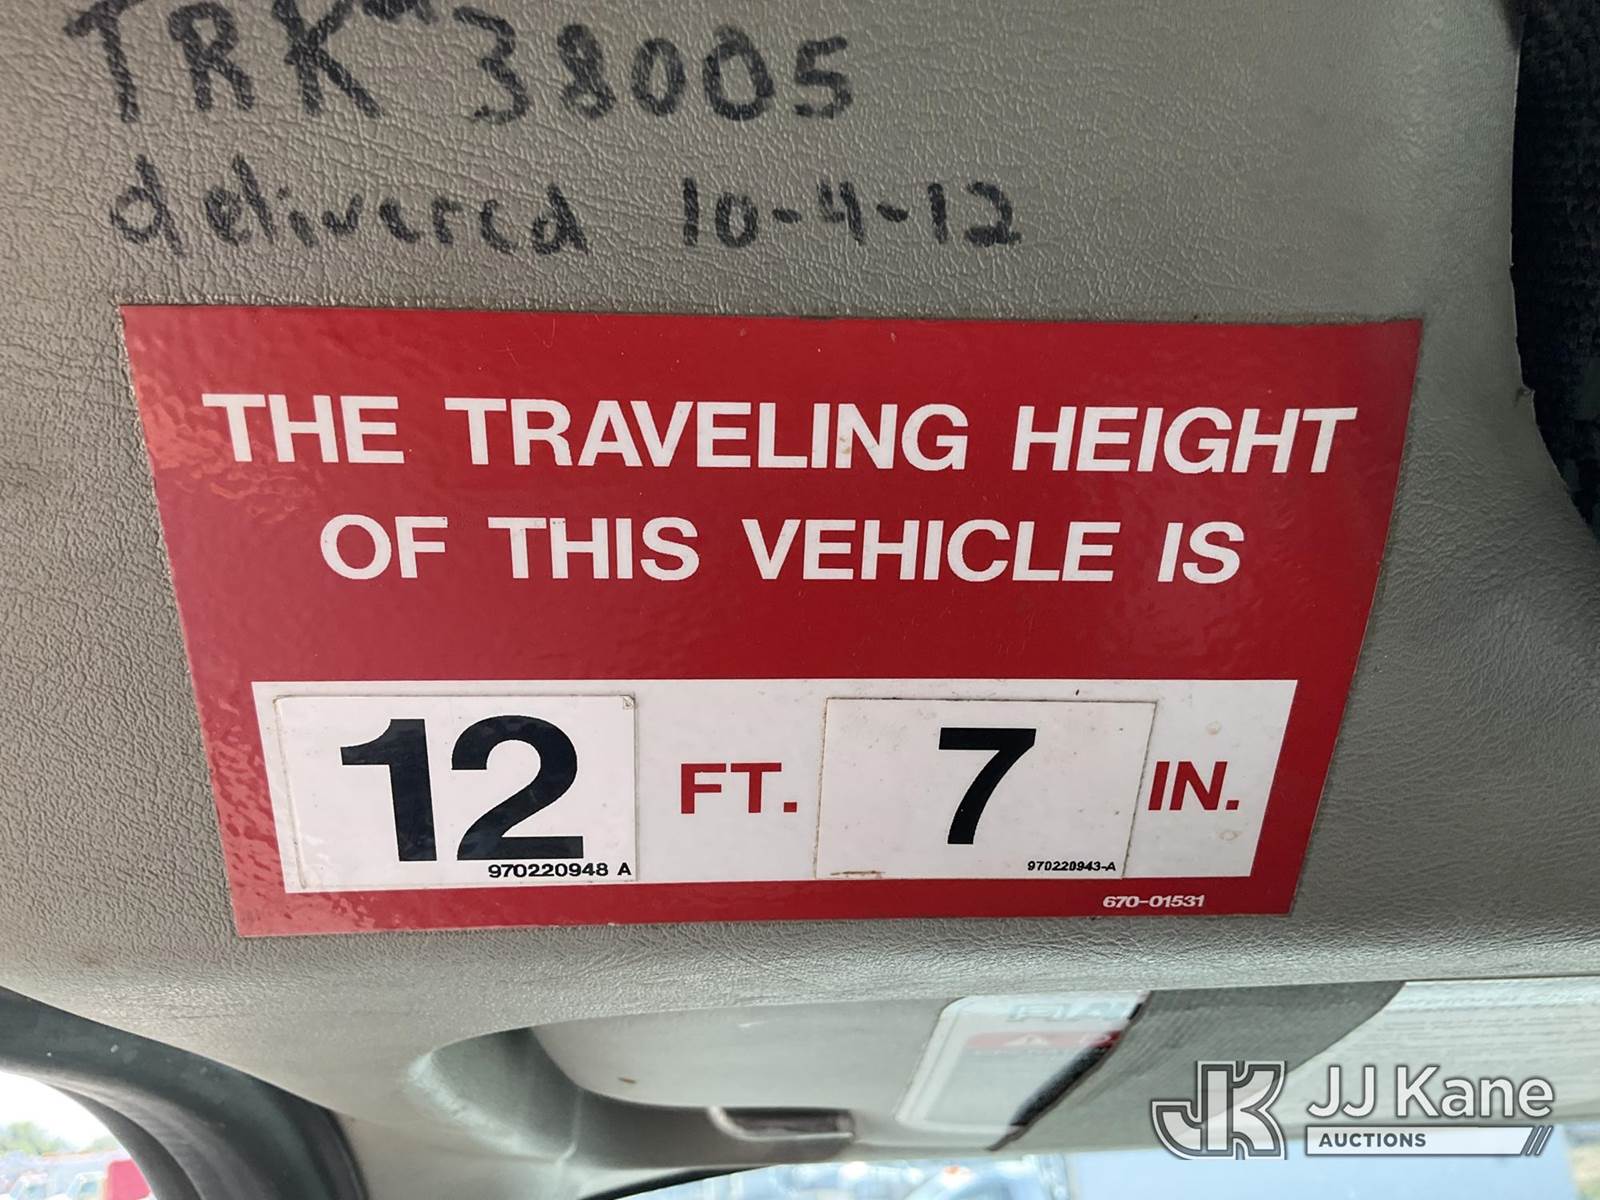 TRK# 38005
delivered 10-4-12
THE TRAVELING HEIGHT
OF THIS VEHICLE IS
12 FT. 7 IN.
970220948 A
970220943-A
670-01531
JK JJ Kane
AUCTIONS